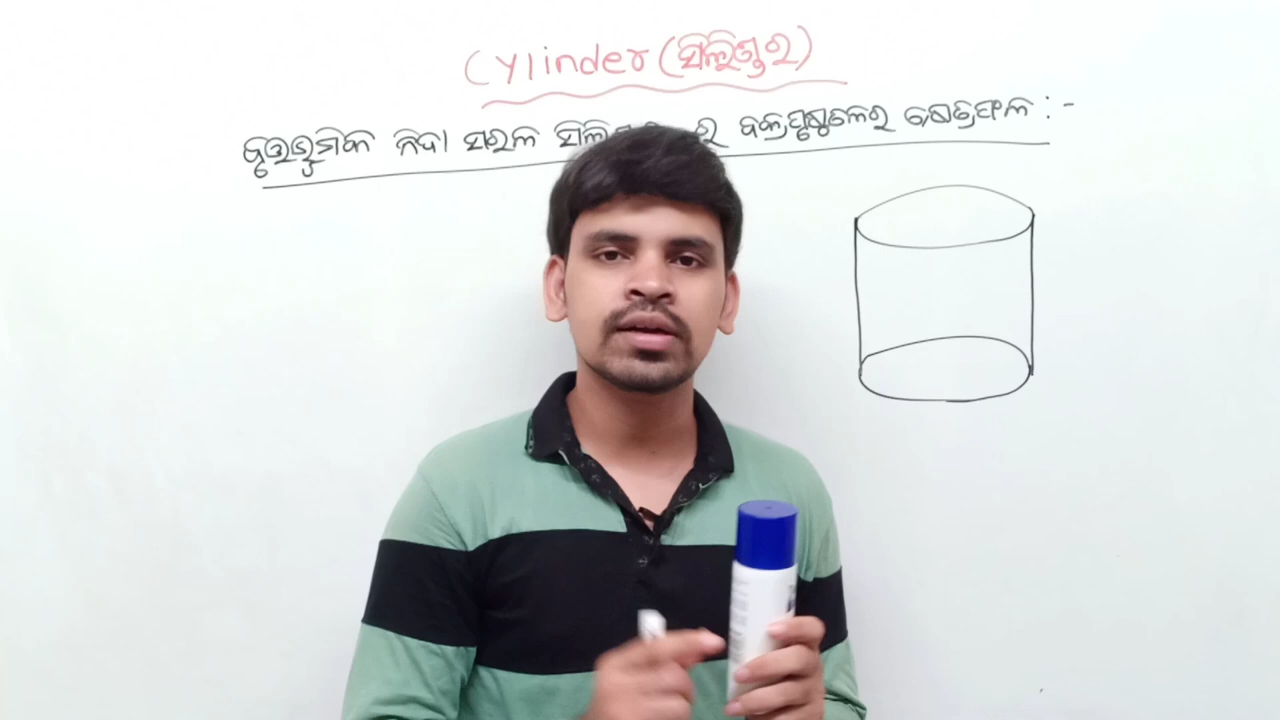 Cylinder (ସିଲିଣ୍ଡର)
ବୃତ୍ତଭୂମିକ ନିଦା ସରଳ ର ବକ୍ରପୃଷ୍ଠତଳର କ୍ଷେତ୍ରଫଳ :-